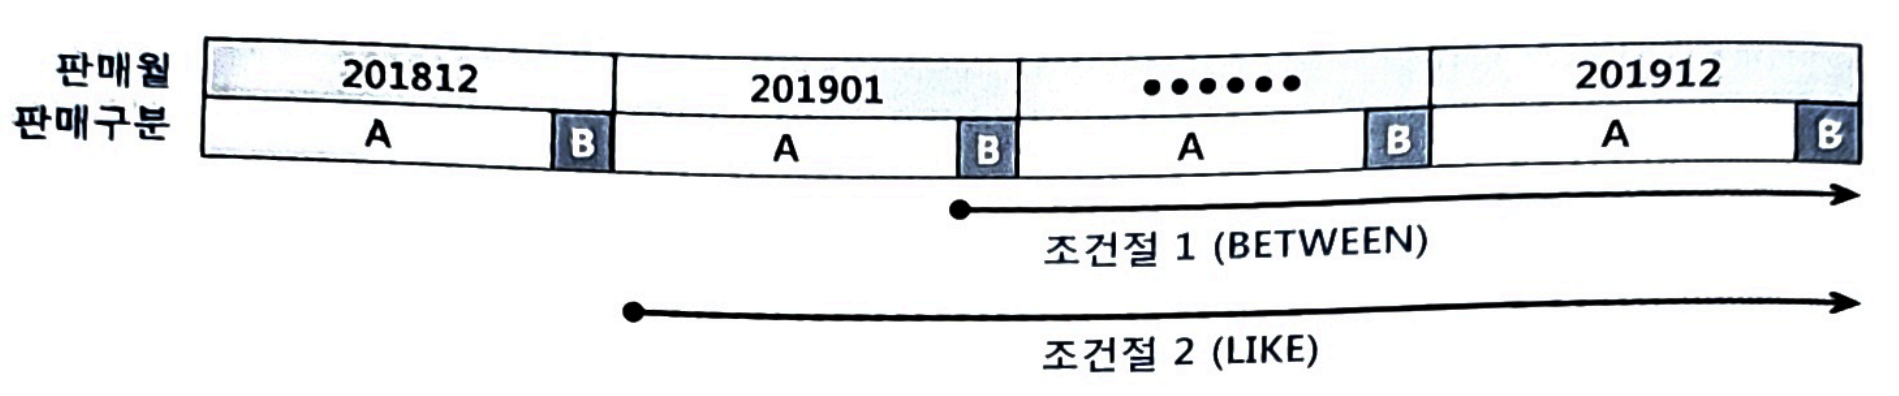 판매월 201812 201901 ●●●●●● 201912
판매구분 A B A B A B A B
조건절 1 (BETWEEN)
조건절 2 (LIKE)